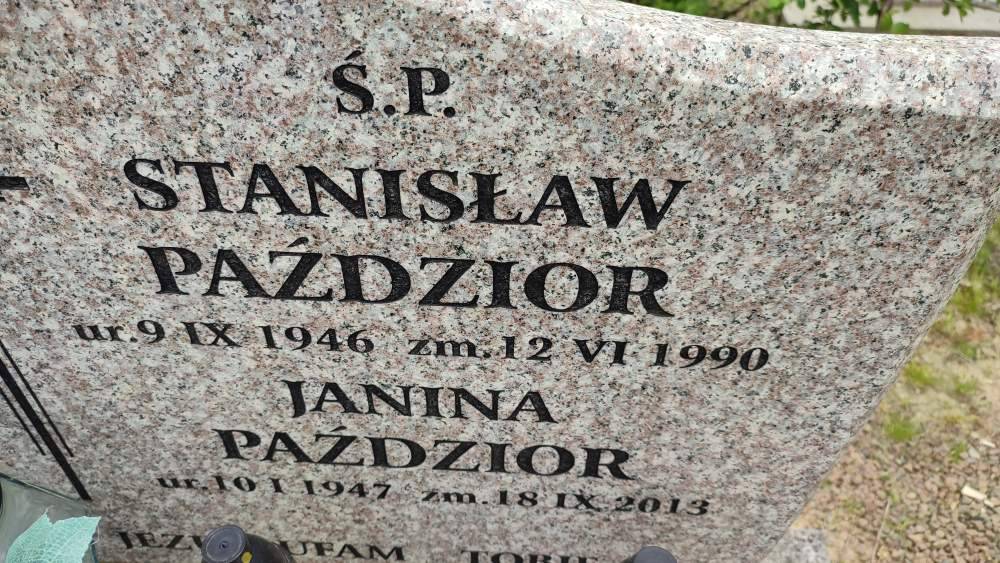 Ś.P.
STANISŁAW
PAŹDZIOR
ur.9 IX 1946 zm.12 VI 1990
JANINA
PAŹDZIOR
ur.10 I 1947 zm.18 IX 2013
UFAM TOBIE